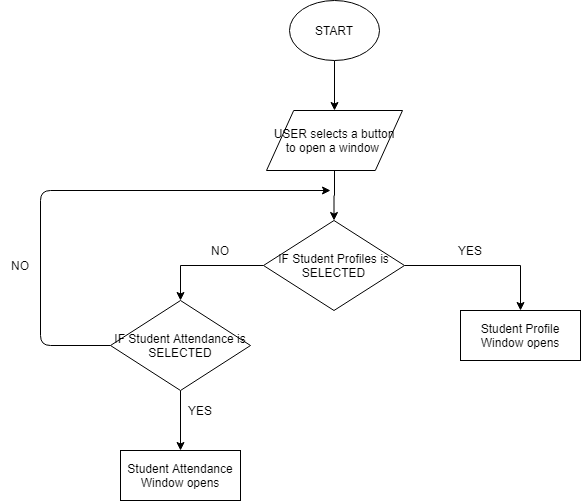 START
USER selects a button
to open a window
NO
YES
IF Student Profiles is
SELECTED
NO
Student Profile
Window opens
IF Student Attendance is
SELECTED
YES
Student Attendance
Window opens